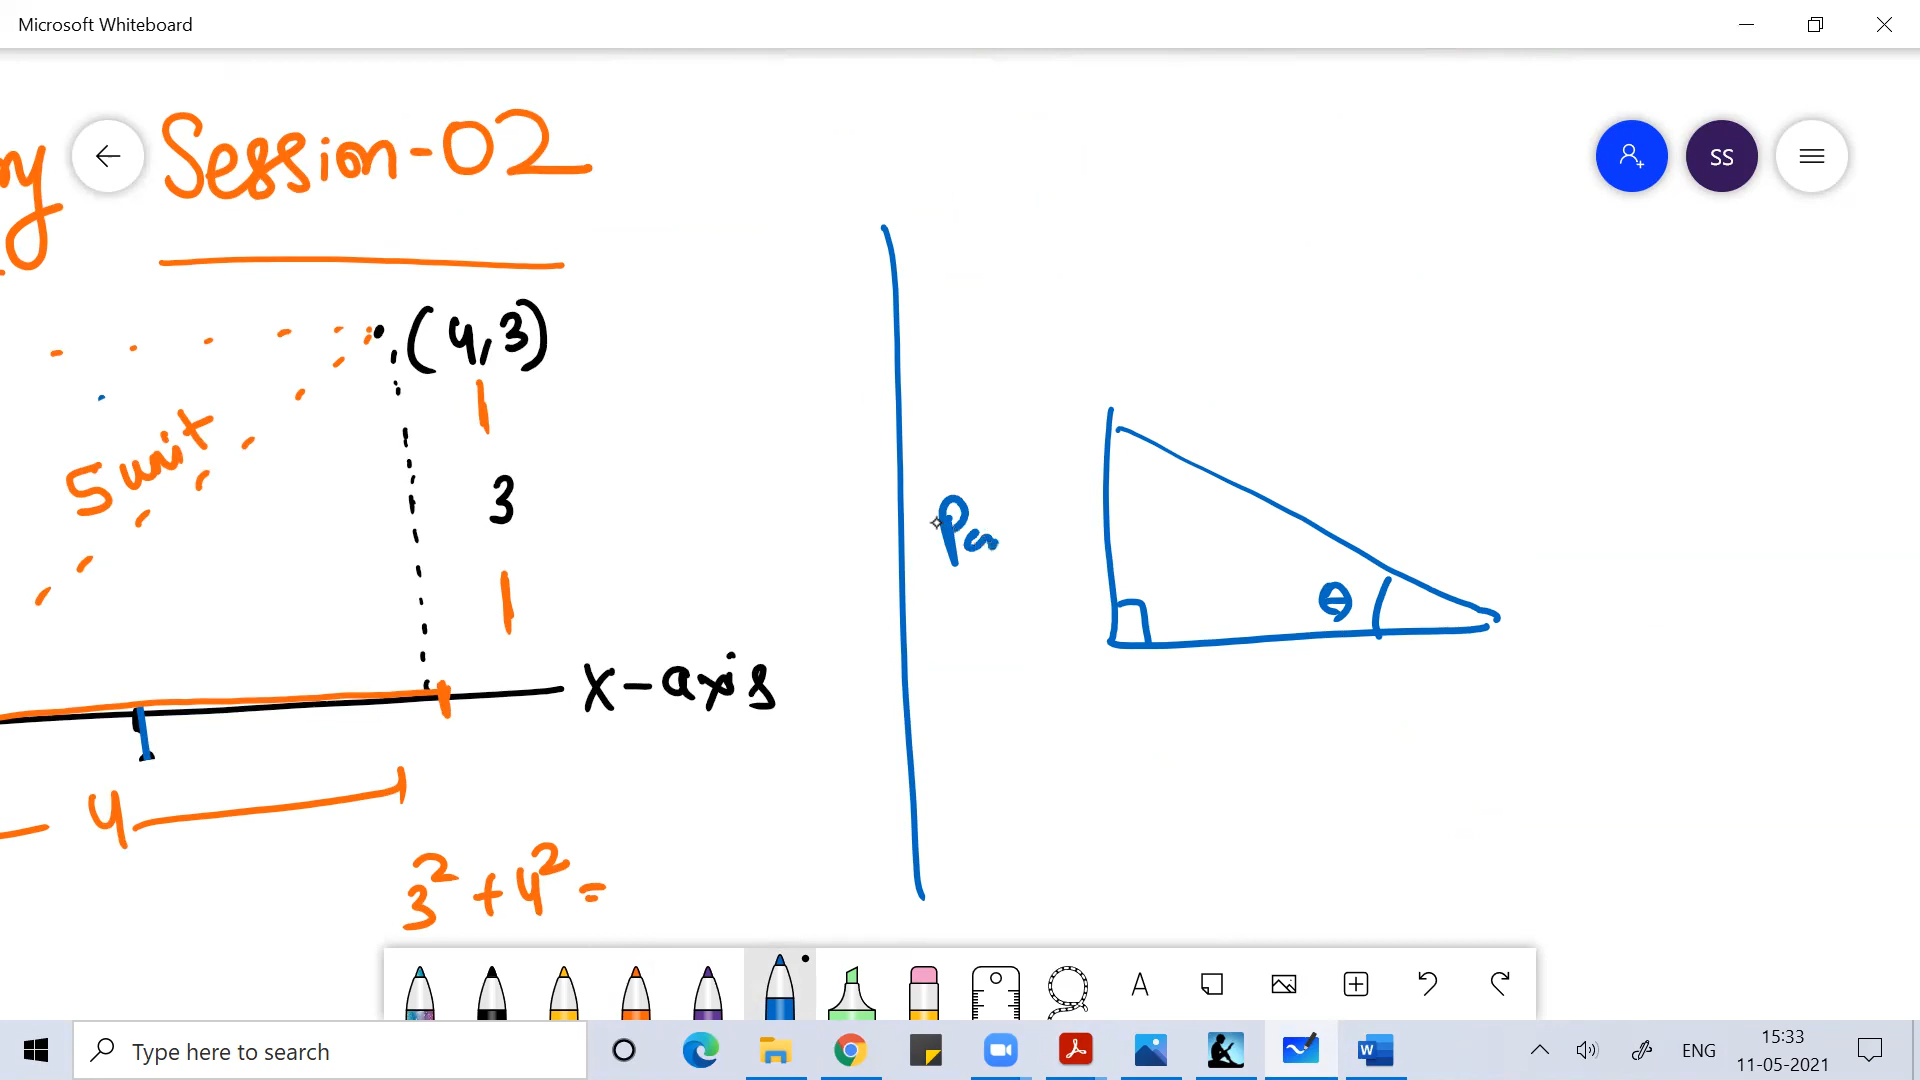 Microsoft Whiteboard
Session-02
SS
(4,3)
5 unit
3
Per
θ
X-axis
4
3² + 4² =
A
Type here to search
ENG
15:33
11-05-2021